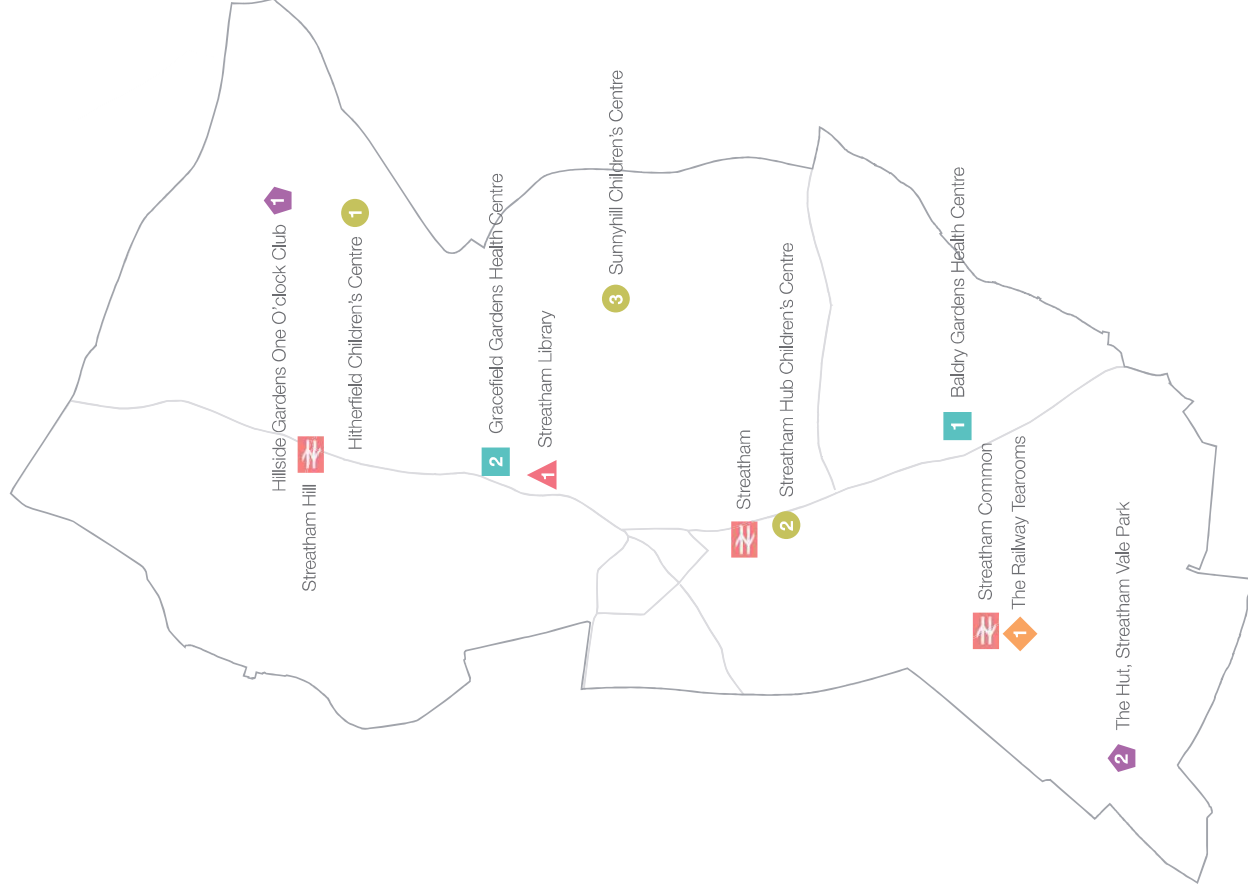 Hillside Gardens One O'clock Club
1
Streatham Hill
Hitherfield Children's Centre
1
2
Gracefield Gardens Health Centre
1
Streatham Library
3
Sunnyhill Children's Centre
Streatham
2
Streatham Hub Children's Centre
1
Baldry Gardens Health Centre
Streatham Common
1
The Railway Tearooms
2
The Hut, Streatham Vale Park